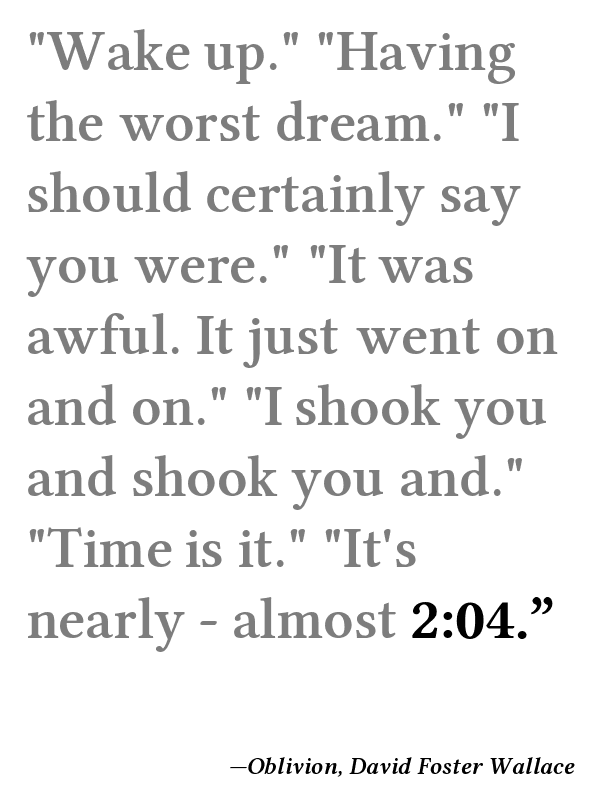 "Wake up." "Having
the worst dream." "I
should certainly say
you were." "It was
awful. It just went on
and on." "I shook you
and shook you and."
"Time is it." "It's
nearly - almost 2:04.”
—Oblivion, David Foster Wallace